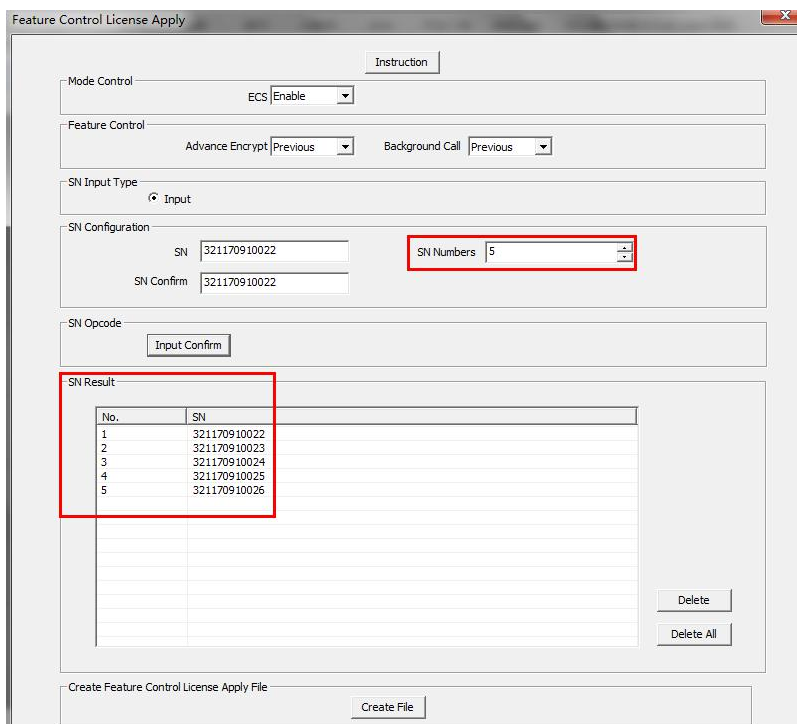 Feature Control License Apply
Instruction
Mode Control
ECS Enable
Feature Control
Advance Encrypt Previous Background Call Previous
SN Input Type
Input
SN Configuration
SN 321170910022 SN Numbers 5
SN Confirm 321170910022
SN Opcode
Input Confirm
SN Result
No. SN
1 321170910022
2 321170910023
3 321170910024
4 321170910025
5 321170910026
Delete
Delete All
Create Feature Control License Apply File
Create File